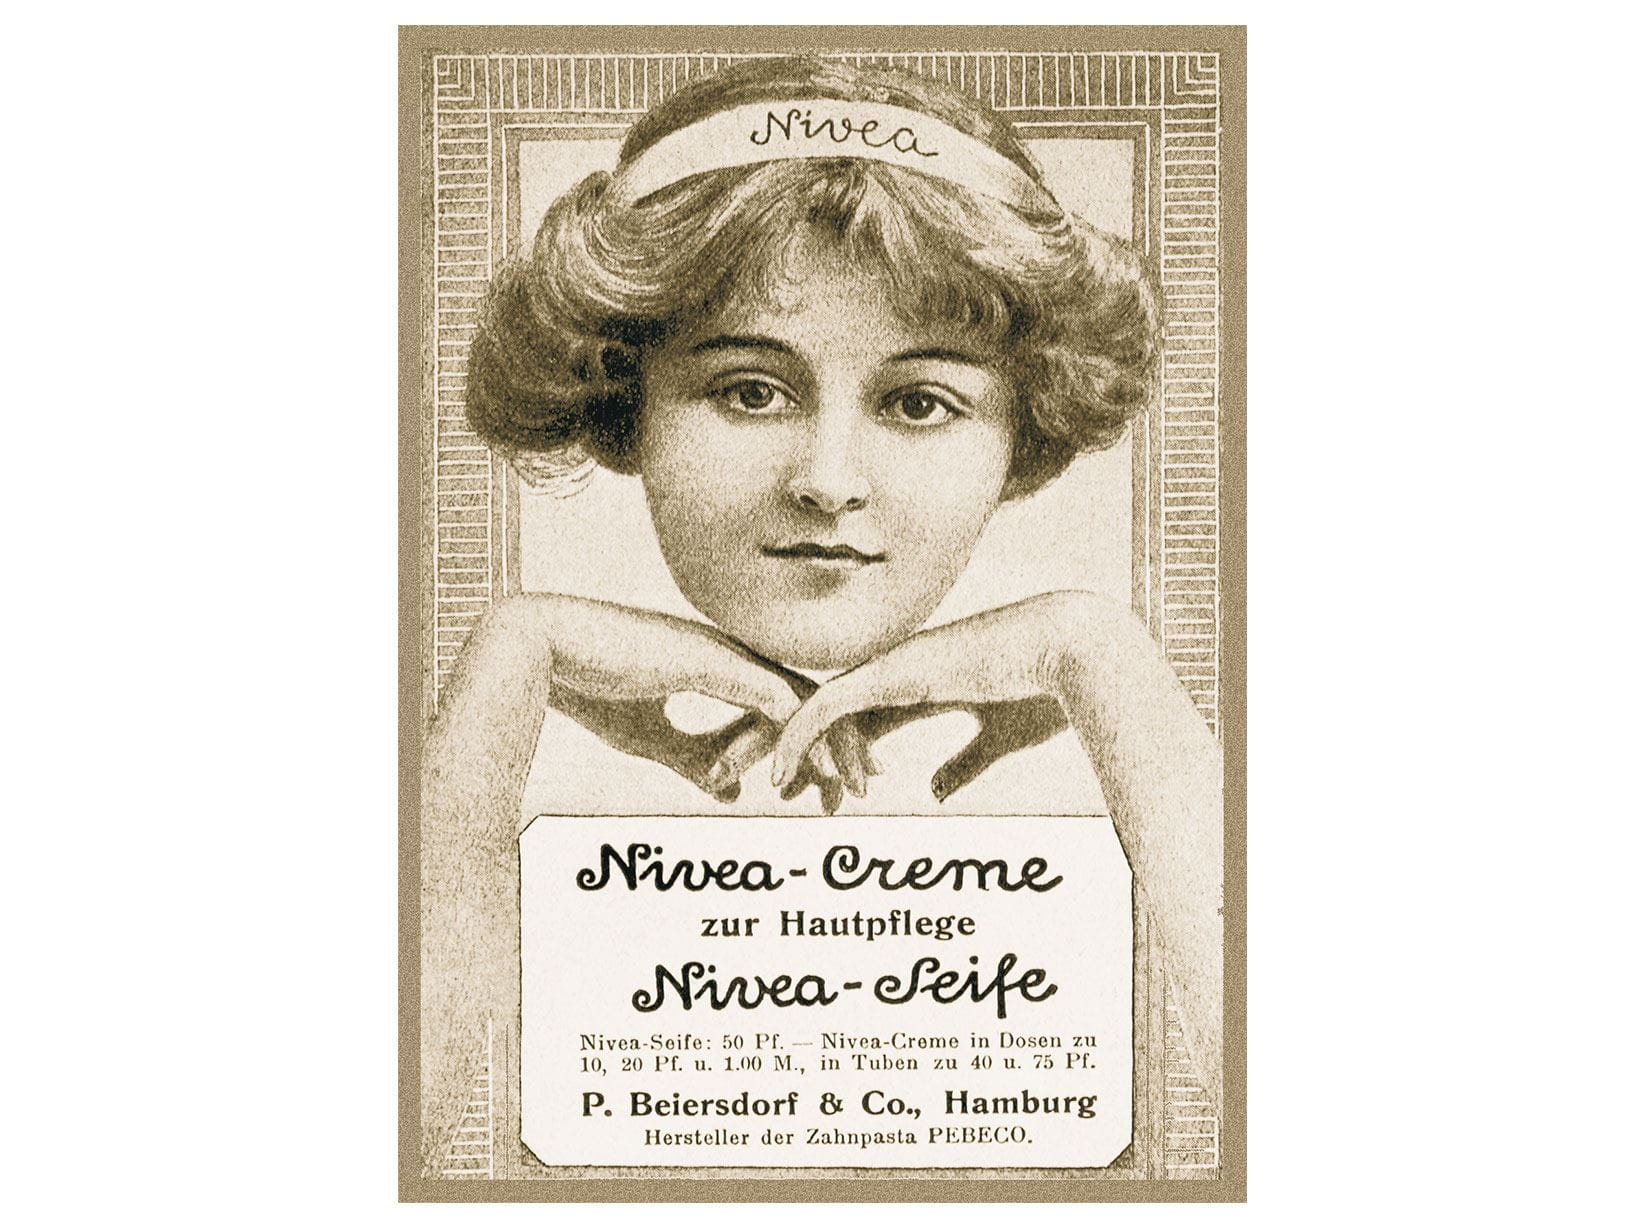 Nivea
Nivea-Creme
zur Hautpflege
Nivea-Seife
Nivea-Seife: 50 Pf. — Nivea-Creme in Dosen zu
10, 20 Pf. u. 1.00 M., in Tuben zu 40 u. 75 Pf.
P. Beiersdorf & Co., Hamburg
Hersteller der Zahnpasta PEBECO.